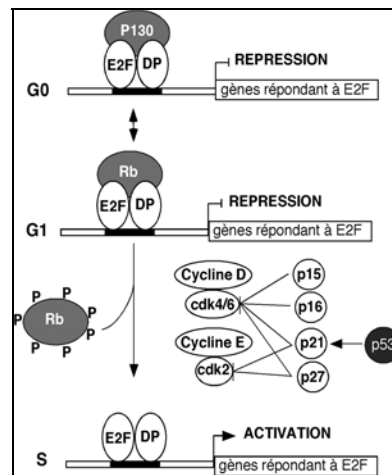 P130
E2F DP
REPRESSION
G0
gènes répondant à E2F
Rb
E2F DP
REPRESSION
G1
gènes répondant à E2F
Cycline D
cdk4/6
p15
p16
P P P P P P
Rb
Cycline E
cdk2
p21
p53
p27
E2F DP
ACTIVATION
S
gènes répondant à E2F